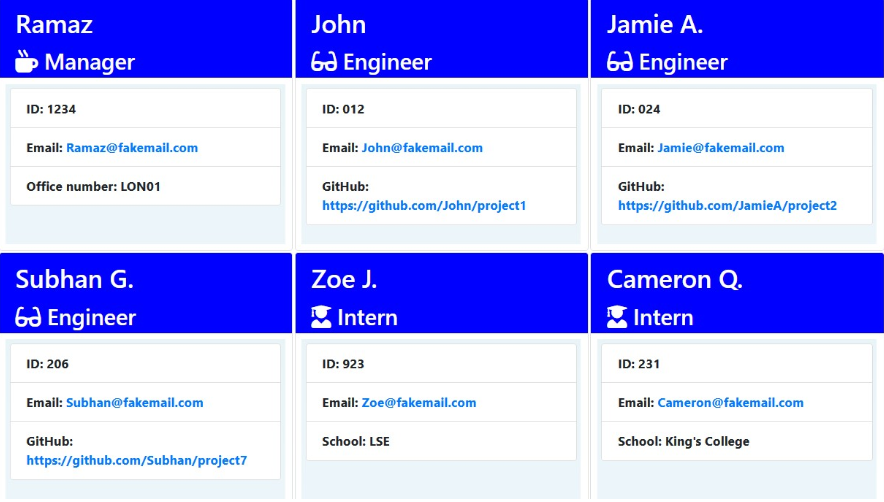 Ramaz
Manager
ID: 1234
Email: Ramaz@fakemail.com
Office number: LON01
John
Engineer
ID: 012
Email: John@fakemail.com
GitHub:
https://github.com/John/project1
Jamie A.
Engineer
ID: 024
Email: Jamie@fakemail.com
GitHub:
https://github.com/JamieA/project2
Subhan G.
Engineer
ID: 206
Email: Subhan@fakemail.com
GitHub:
https://github.com/Subhan/project7
Zoe J.
Intern
ID: 923
Email: Zoe@fakemail.com
School: LSE
Cameron Q.
Intern
ID: 231
Email: Cameron@fakemail.com
School: King's College